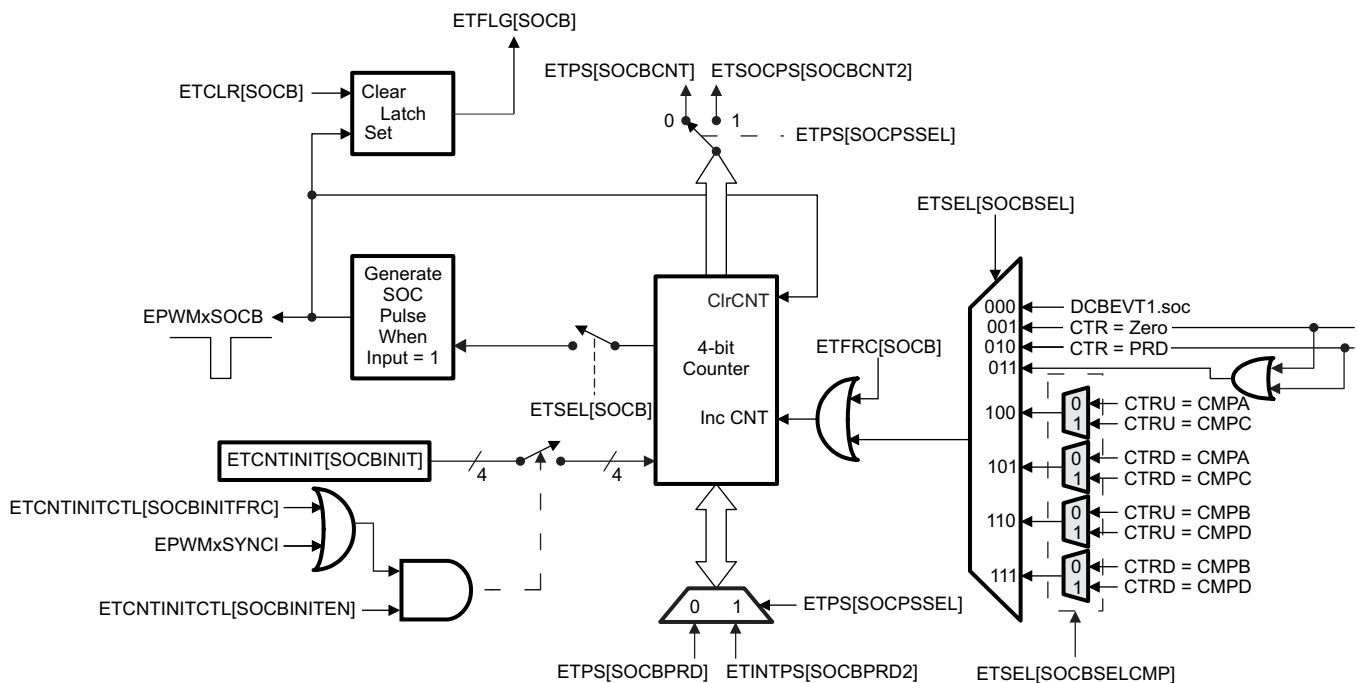 ETFLG[SOCB]
ETPS[SOCBCNT] ETSOCPS[SOCBCNT2]
ETCLR[SOCB]
Clear
Latch
Set
0 1
ETPS[SOCPSSEL]
ETSEL[SOCBSEL]
Generate
SOC
Pulse
When
Input = 1
EPWMxSOCB
ClrCNT
4-bit
Counter
Inc CNT
ETSEL[SOCB]
ETFRC[SOCB]
000 DCBEVT1.soc
001 CTR = Zero
010 CTR = PRD
011
100
0 CTRU = CMPA
1 CTRU = CMPC
101
0 CTRD = CMPA
1 CTRD = CMPC
110
0 CTRU = CMPB
1 CTRU = CMPD
111
0 CTRD = CMPB
1 CTRD = CMPD
ETSEL[SOCBSELCMP]
ETCNTINIT[SOCBINIT]
4 4
ETCNTINITCTL[SOCBINITFRC]
EPWMxSYNCI
ETCNTINITCTL[SOCBINITEN]
0 1
ETPS[SOCPSSEL]
ETPS[SOCBPRD] ETINTPS[SOCBPRD2]